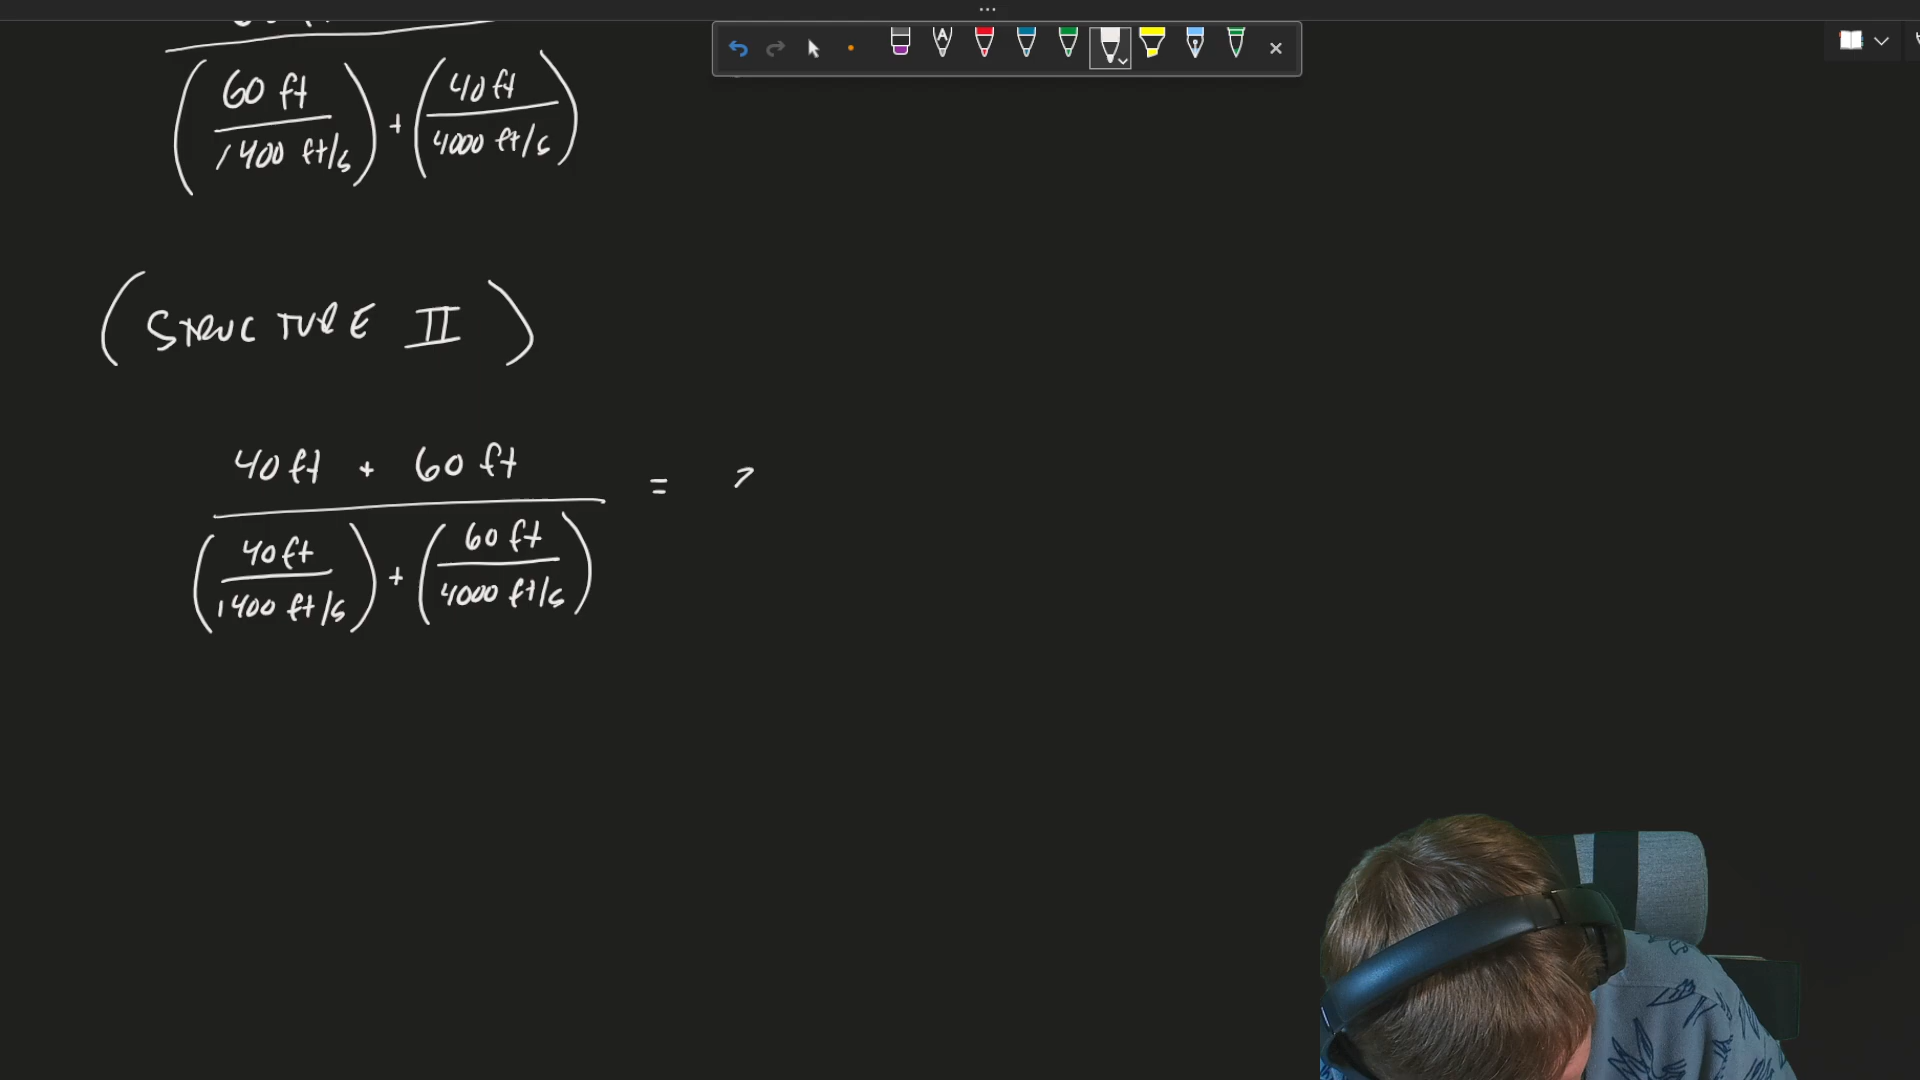 60 ft + 40 ft
1400 ft/s 4000 ft/s
(STRUCTURE II)
40 ft + 60 ft =
40 ft + 60 ft
1400 ft/s 4000 ft/s